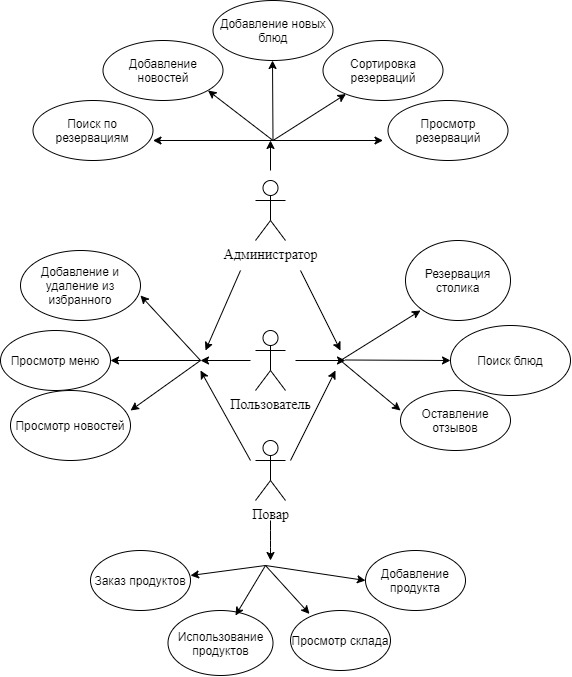 Добавление новых
блюд
Добавление
новостей
Сортировка
резерваций
Поиск по
резервациям
Просмотр
резерваций
Администратор
Добавление и
удаление из
избранного
Резервация
столика
Просмотр меню
Поиск блюд
Пользователь
Просмотр новостей
Оставление
отзывов
Повар
Заказ продуктов
Добавление
продукта
Использование
продуктов
Просмотр склада